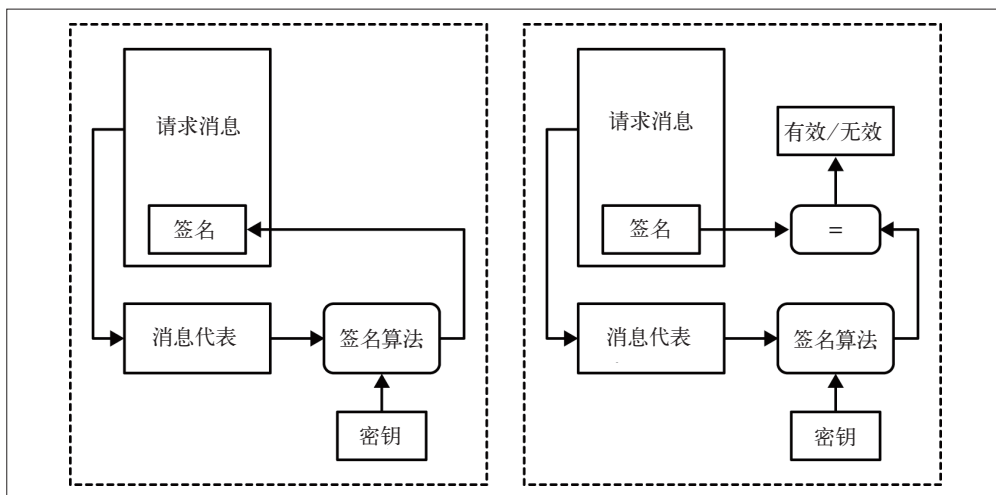 请求消息
签名
消息代表
签名算法
密钥
请求消息
有效/无效
签名
=
消息代表
签名算法
密钥